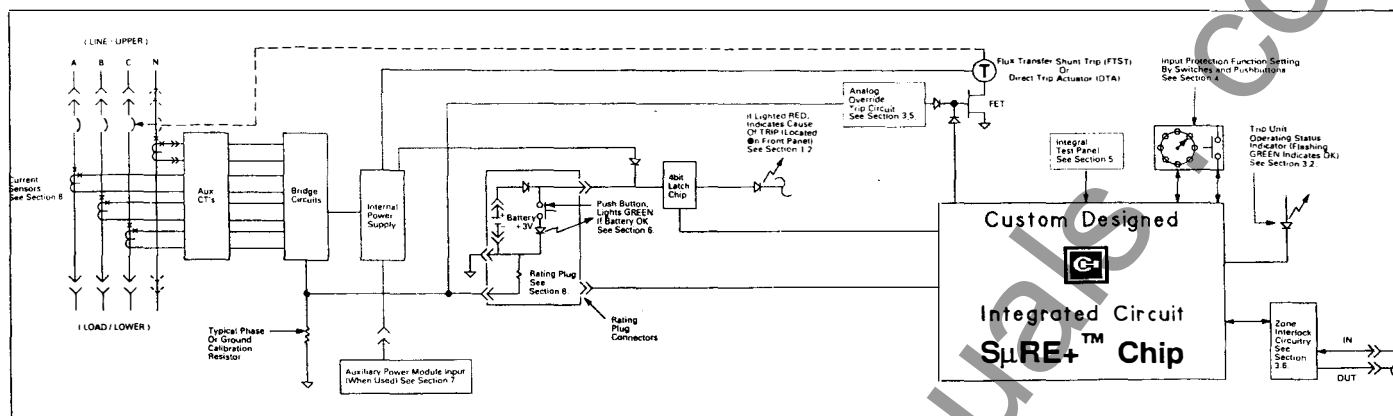 ( LINE - UPPER )
A B C N
Current
Sensors
See Section 8
Aux
CT's
Bridge
Circuits
Internal
Power
Supply
( LOAD / LOWER )
Typical Phase
Or Ground
Calibration
Resistor
Auxiliary Power Module Input
(When Used) See Section 7
Battery
+ 3V
+
-
Push Button,
Lights GREEN
If Battery OK
See Section 6.
Rating Plug
See
Section 8.
Rating
Plug
Connectors
4bit
Latch
Chip
If Lighted RED,
Indicates Cause
Of TRIP (Located
On Front Panel)
See Section 1.2
Analog
Override
Trip Circuit
See Section 3.5.
T
Flux Transfer Shunt Trip (FTST)
Or
Direct Trip Actuator (DTA)
FET
Input Protection Function Setting
By Switches and Pushbuttons
See Section 4
Integral
Test Panel
See Section 5
Trip Unit
Operating Status
Indicator (Flashing
GREEN Indicates OK)
See Section 3.2.
Custom Designed
Integrated Circuit
SµRE+™ Chip
Zone
Interlock
Circuitry
See
Section
3.6.
IN
OUT